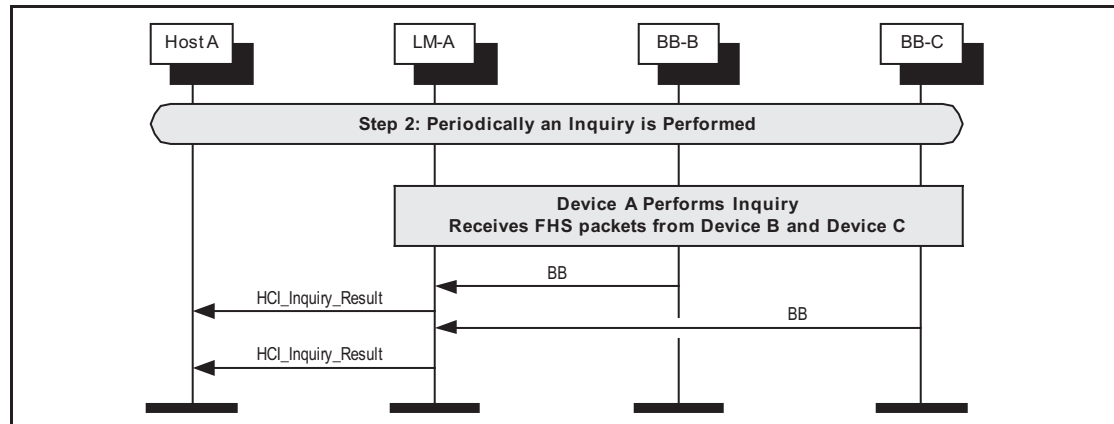 Host A
LM-A
BB-B
BB-C
Step 2: Periodically an Inquiry is Performed
Device A Performs Inquiry
Receives FHS packets from Device B and Device C
BB
HCI_Inquiry_Result
BB
HCI_Inquiry_Result